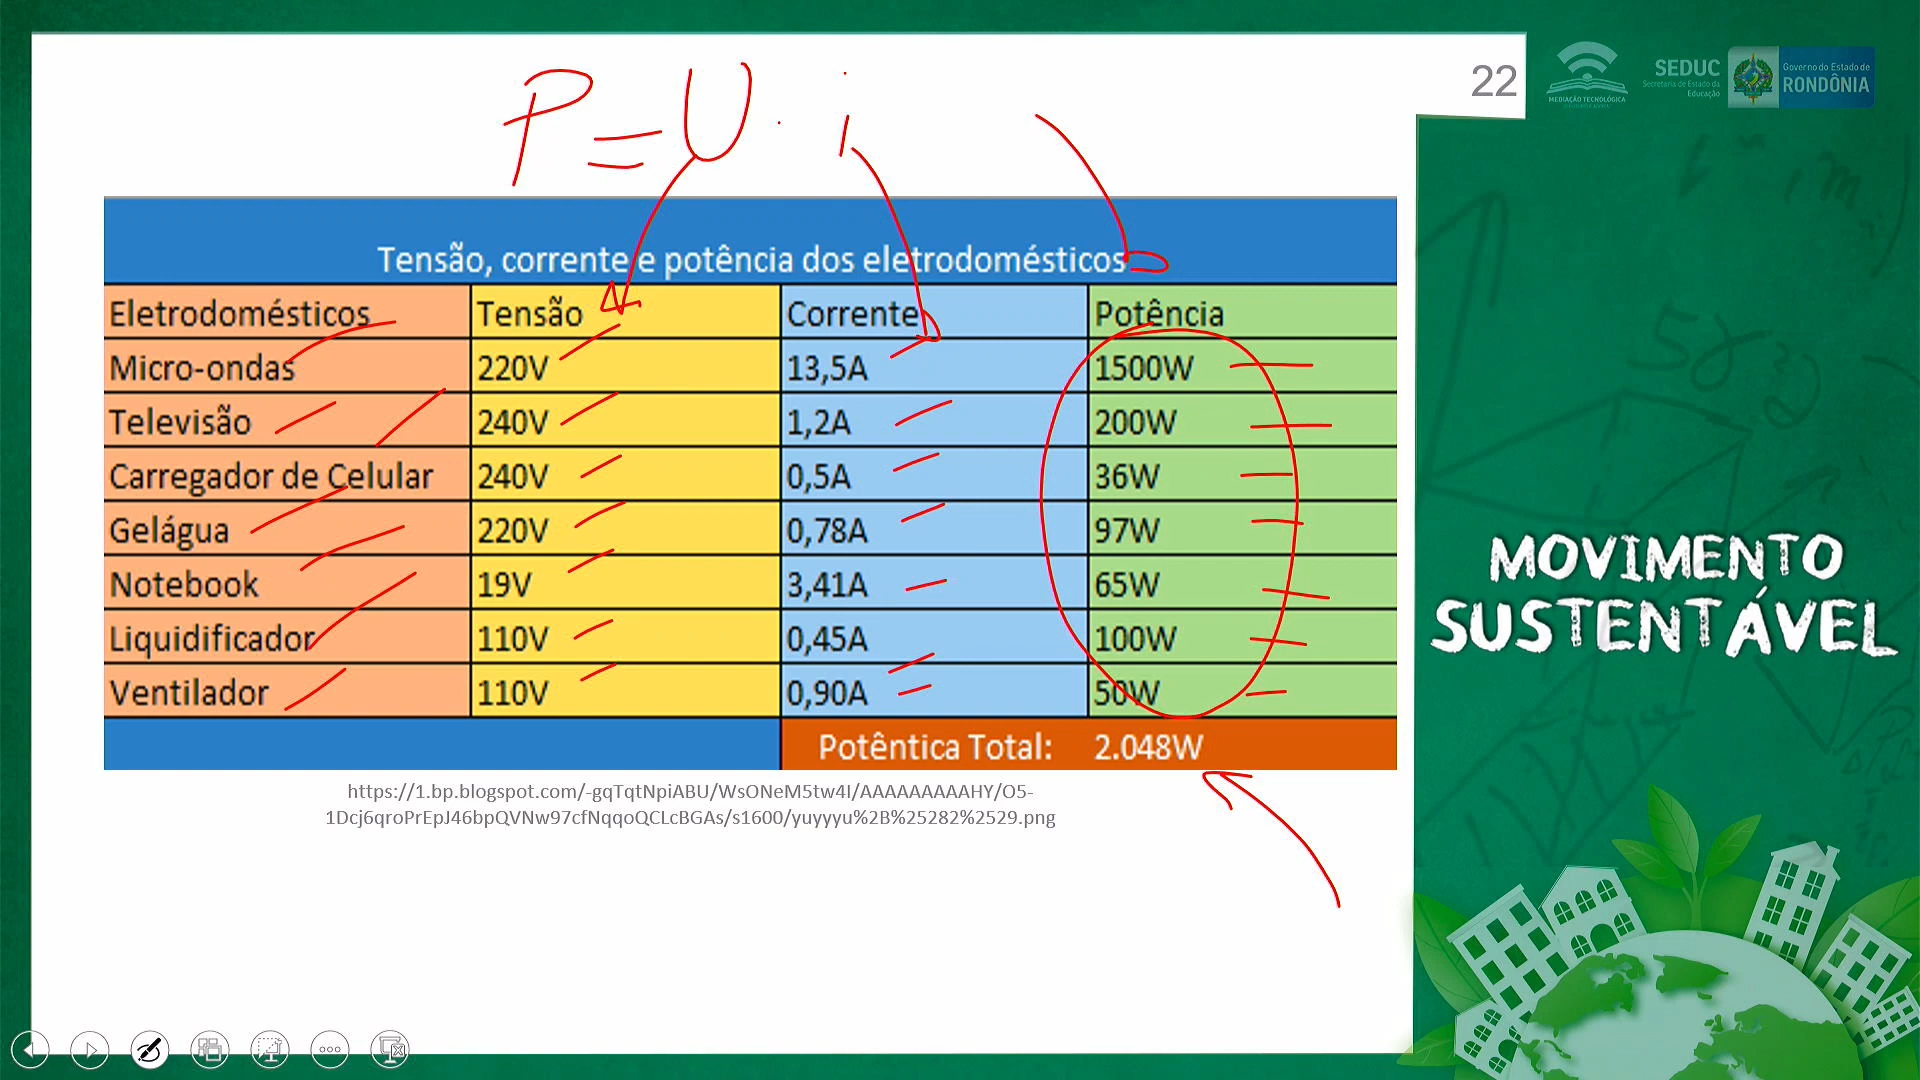 22
MEDIAÇÃO TECNOLÓGICA
SEDUC
Secretaria de Estado da
Educação
Governo do Estado de
RONDÔNIA
P = U . i
Tensão, corrente e potência dos eletrodomésticos
Eletrodomésticos Tensão Corrente Potência
Micro-ondas 220V 13,5A 1500W
Televisão 240V 1,2A 200W
Carregador de Celular 240V 0,5A 36W
Gelágua 220V 0,78A 97W
Notebook 19V 3,41A 65W
Liquidificador 110V 0,45A 100W
Ventilador 110V 0,90A 50W
Potêntica Total: 2.048W
https://1.bp.blogspot.com/-gqTqtNpiABU/WsONeM5tw4I/AAAAAAAAAHY/O5-
1Dcj6qroPrEpJ46bpQVNw97cfNqqoQCLcBGAs/s1600/yuyyyu%2B%25282%2529.png
MOVIMENTO
SUSTENTÁVEL